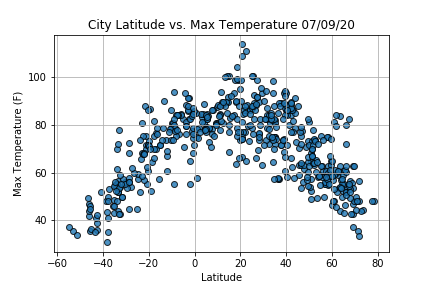 City Latitude vs. Max Temperature 07/09/20
Max Temperature (F)
100
80
60
40
−60 −40 −20 0 20 40 60 80
Latitude